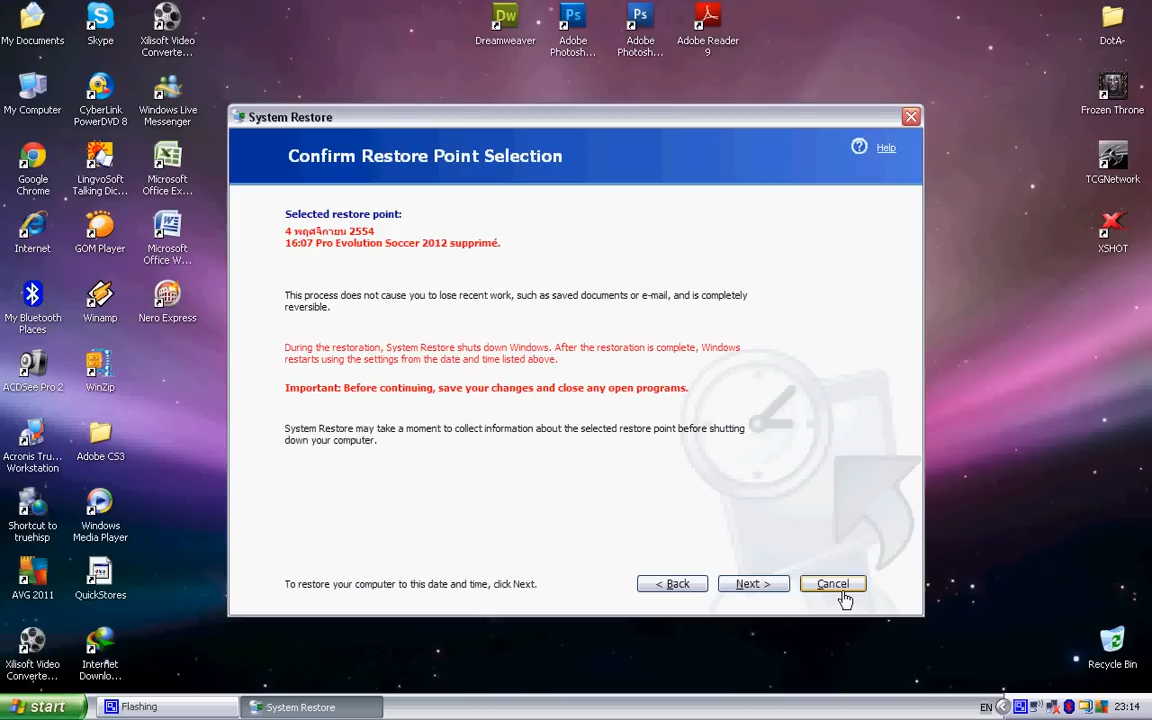 My Documents
Skype
Xilisoft Video
Converte...
Dreamweaver
Adobe
Photosh...
Adobe
Photosh...
Adobe Reader
9
DotA-
My Computer
CyberLink
PowerDVD 8
Windows Live
Messenger
Frozen Throne
Google
Chrome
LingvoSoft
Talking Dic...
Microsoft
Office Ex...
TCGNetwork
Internet
GOM Player
Microsoft
Office W...
XSHOT
My Bluetooth
Places
Winamp
Nero Express
ACDSee Pro 2
WinZip
Acronis Tru...
Workstation
Adobe CS3
Shortcut to
truehisp
Windows
Media Player
AVG 2011
QuickStores
Xilisoft Video
Converte...
Internet
Downlo...
Recycle Bin
System Restore
Confirm Restore Point Selection
Help
Selected restore point:
4 พฤศจิกายน 2554
16:07 Pro Evolution Soccer 2012 supprimé.
This process does not cause you to lose recent work, such as saved documents or e-mail, and is completely
reversible.
During the restoration, System Restore shuts down Windows. After the restoration is complete, Windows
restarts using the settings from the date and time listed above.
Important: Before continuing, save your changes and close any open programs.
System Restore may take a moment to collect information about the selected restore point before shutting
down your computer.
To restore your computer to this date and time, click Next.
< Back
Next >
Cancel
start
Flashing
System Restore
EN
23:14